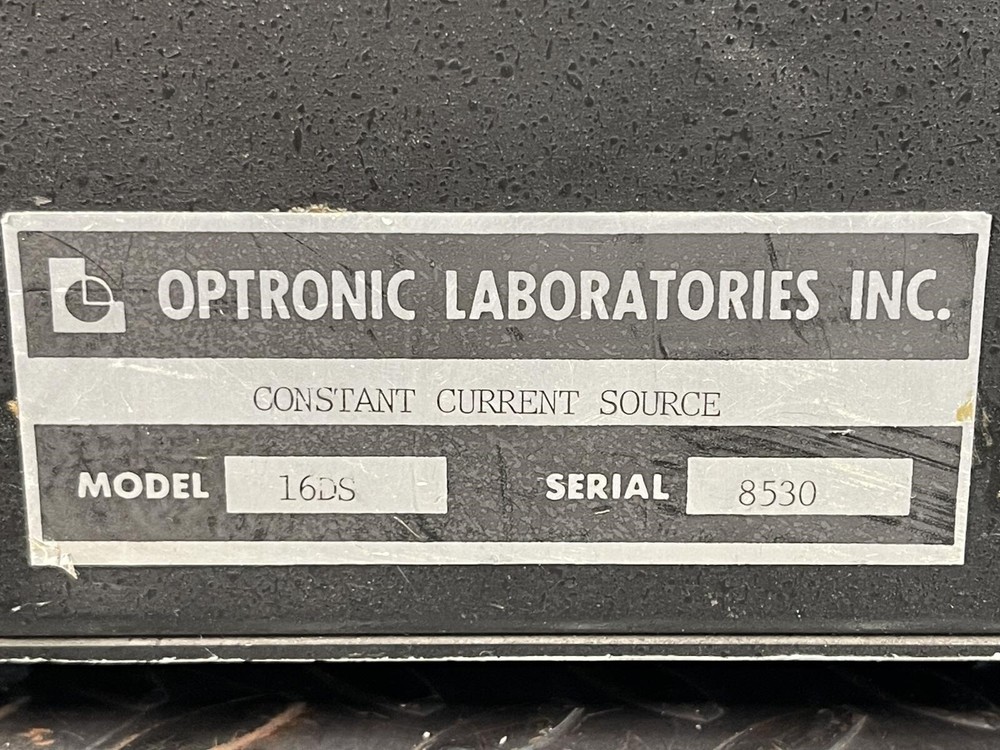 OPTRONIC LABORATORIES INC.
CONSTANT CURRENT SOURCE
MODEL 16DS SERIAL 8530